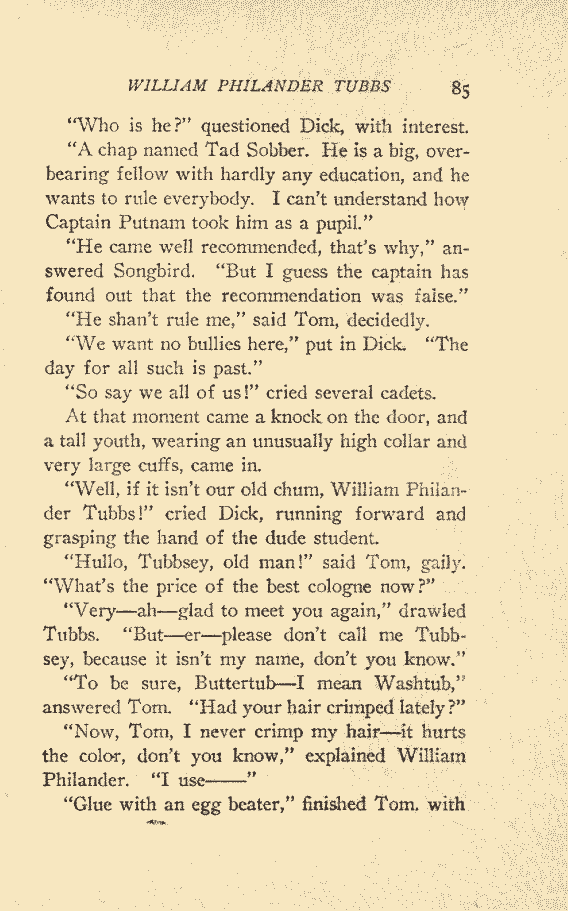 WILLIAM PHILANDER TUBBS 85
"Who is he?" questioned Dick, with interest.
"A chap named Tad Sobber. He is a big, over-
bearing fellow with hardly any education, and he
wants to rule everybody. I can't understand how
Captain Putnam took him as a pupil."
"He came well recommended, that's why," an-
swered Songbird. "But I guess the captain has
found out that the recommendation was false."
"He shan't rule me," said Tom, decidedly.
"We want no bullies here," put in Dick. "The
day for all such is past."
"So say we all of us!" cried several cadets.
At that moment came a knock on the door, and
a tall youth, wearing an unusually high collar and
very large cuffs, came in.
"Well, if it isn't our old chum, William Philan-
der Tubbs!" cried Dick, running forward and
grasping the hand of the dude student.
"Hullo, Tubbsey, old man!" said Tom, gaily.
"What's the price of the best cologne now?"
"Very—ah—glad to meet you again," drawled
Tubbs. "But—er—please don't call me Tubb-
sey, because it isn't my name, don't you know."
"To be sure, Buttertub—I mean Washtub,"
answered Tom. "Had your hair crimped lately?"
"Now, Tom, I never crimp my hair—it hurts
the color, don't you know," explained William
Philander. "I use——"
"Glue with an egg beater," finished Tom. with